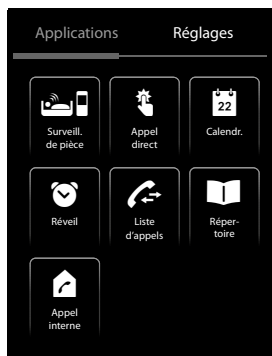 Applications Réglages
22
Surveill.
de pièce
Appel
direct
Calendr.
Réveil
Liste
d'appels
Réper-
toire
Appel
interne